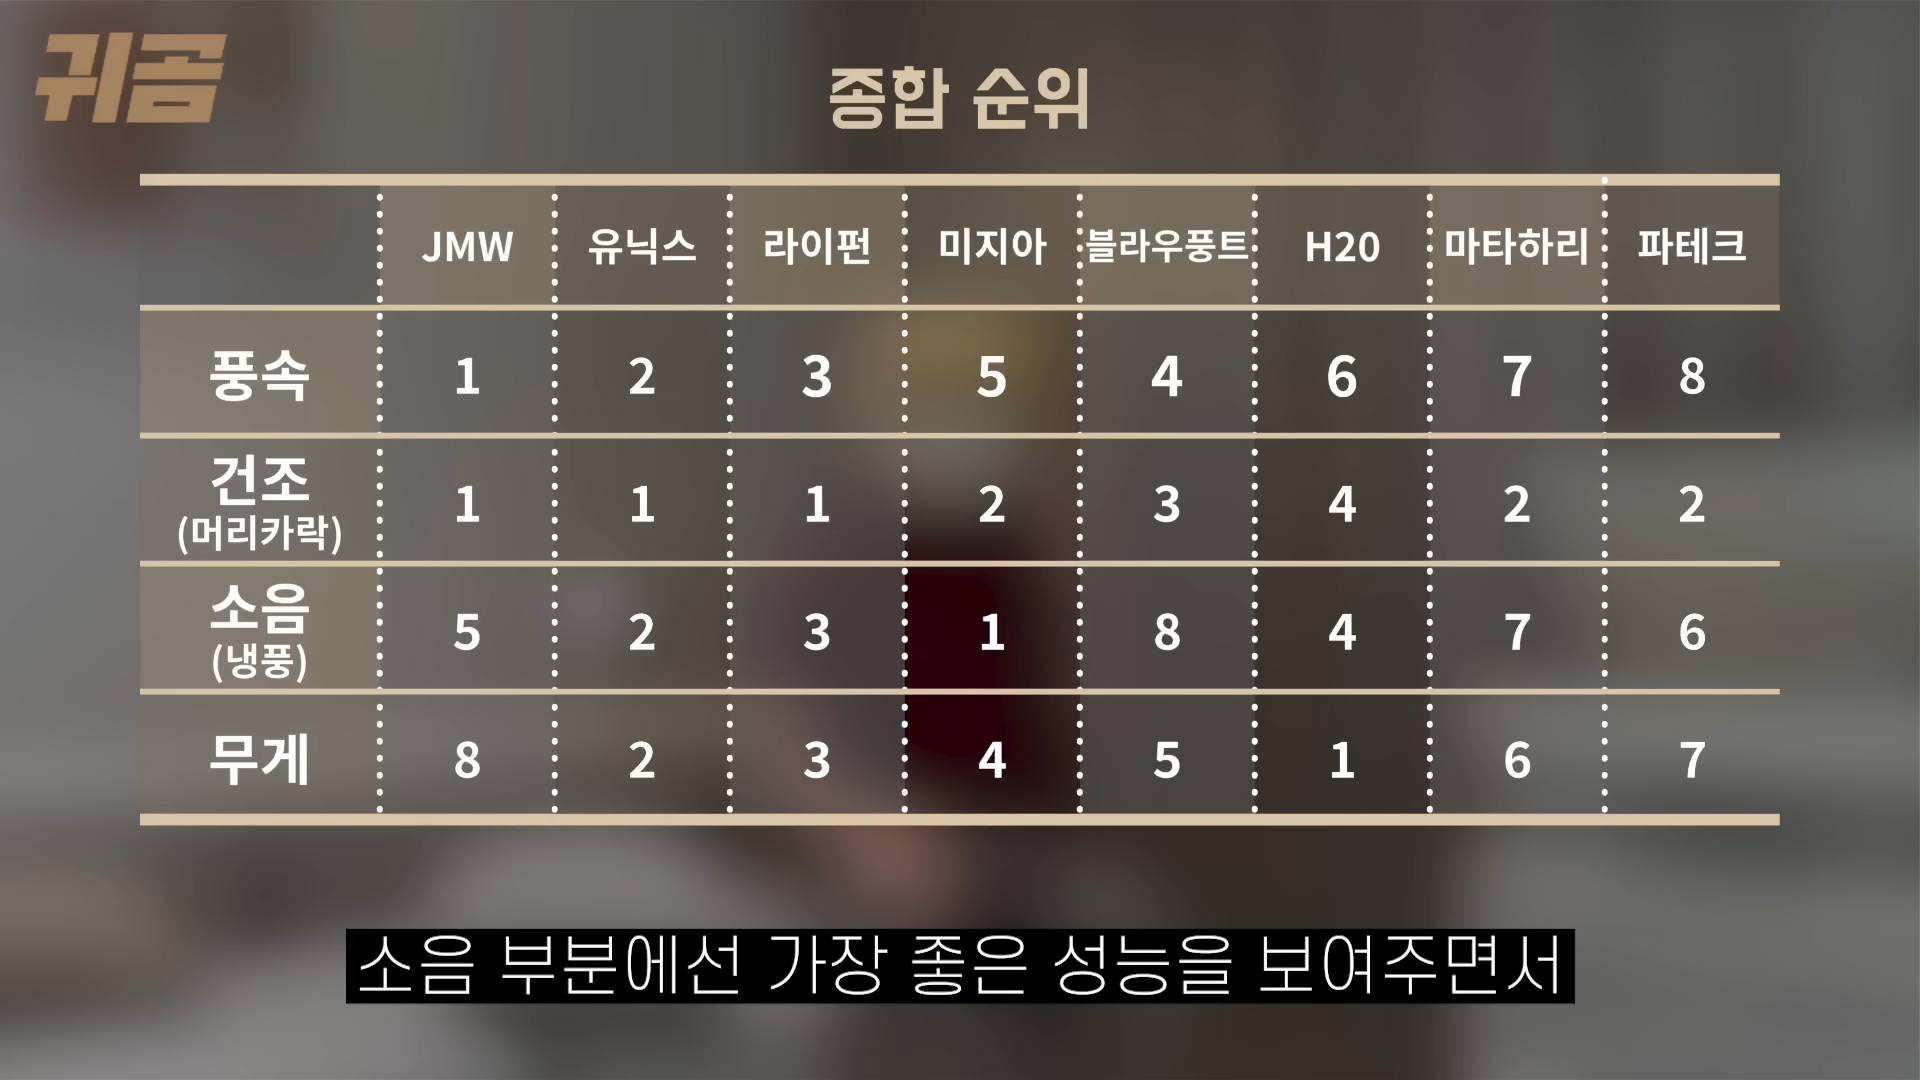 귀곰
종합 순위
JMW 유닉스 라이펀 미지아 블라우풍트 H20 마타하리 파테크
풍속 1 2 3 5 4 6 7 8
건조 1 1 1 2 3 4 2 2
(머리카락)
소음 5 2 3 1 8 4 7 6
(냉풍)
무게 8 2 3 4 5 1 6 7
소음 부분에선 가장 좋은 성능을 보여주면서